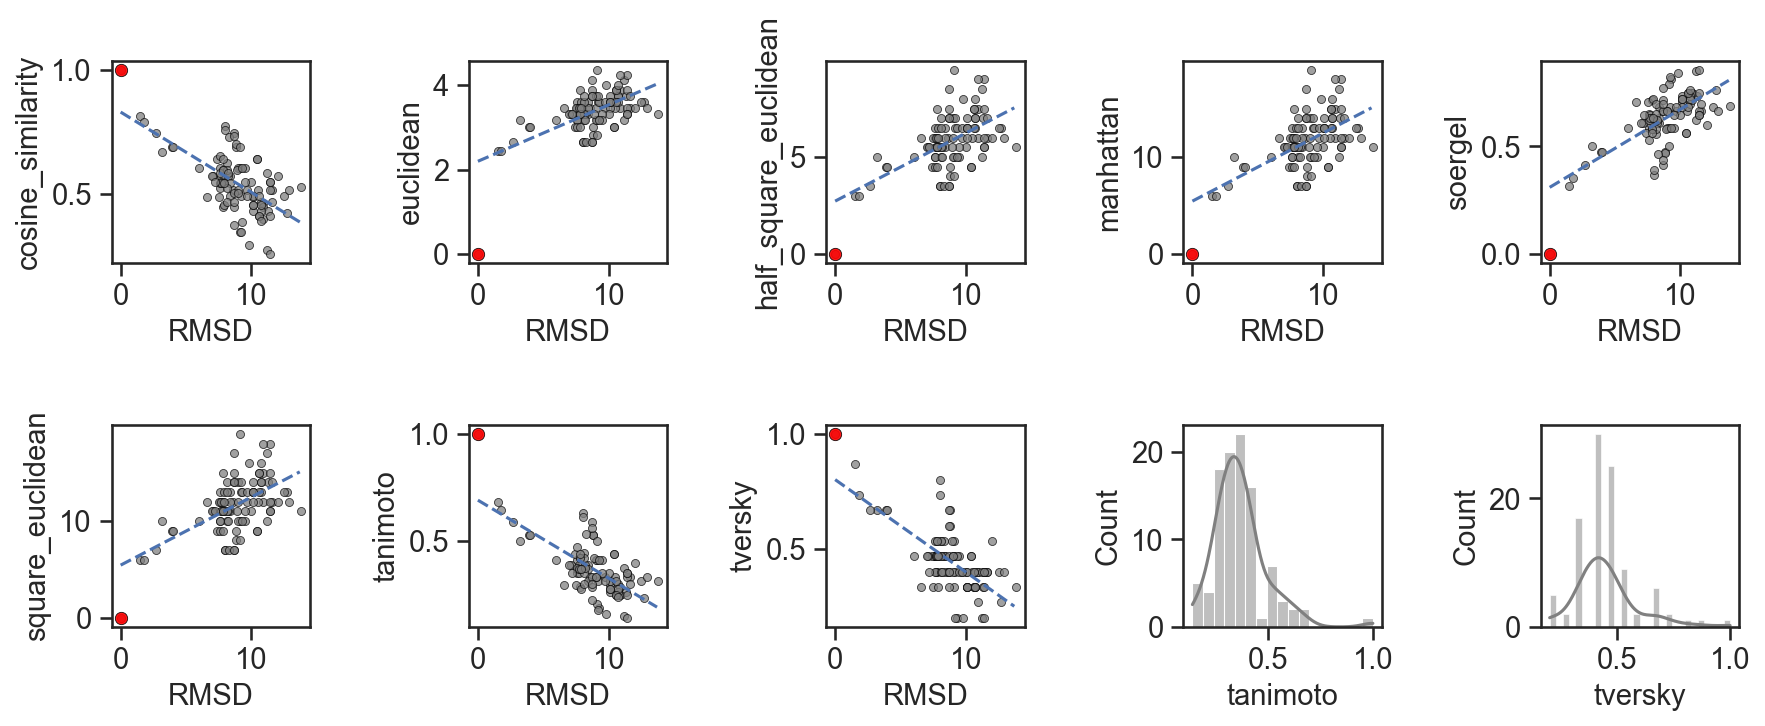 cosine_similarity
1.0
0.5
0 10
RMSD
euclidean
4
2
0
0 10
RMSD
half_square_euclidean
5
0
0 10
RMSD
manhattan
10
0
0 10
RMSD
soergel
0.5
0.0
0 10
RMSD
square_euclidean
10
0
0 10
RMSD
tanimoto
1.0
0.5
0 10
RMSD
tversky
1.0
0.5
0 10
RMSD
Count
20
10
0
0.5 1.0
tanimoto
Count
20
0
0.5 1.0
tversky